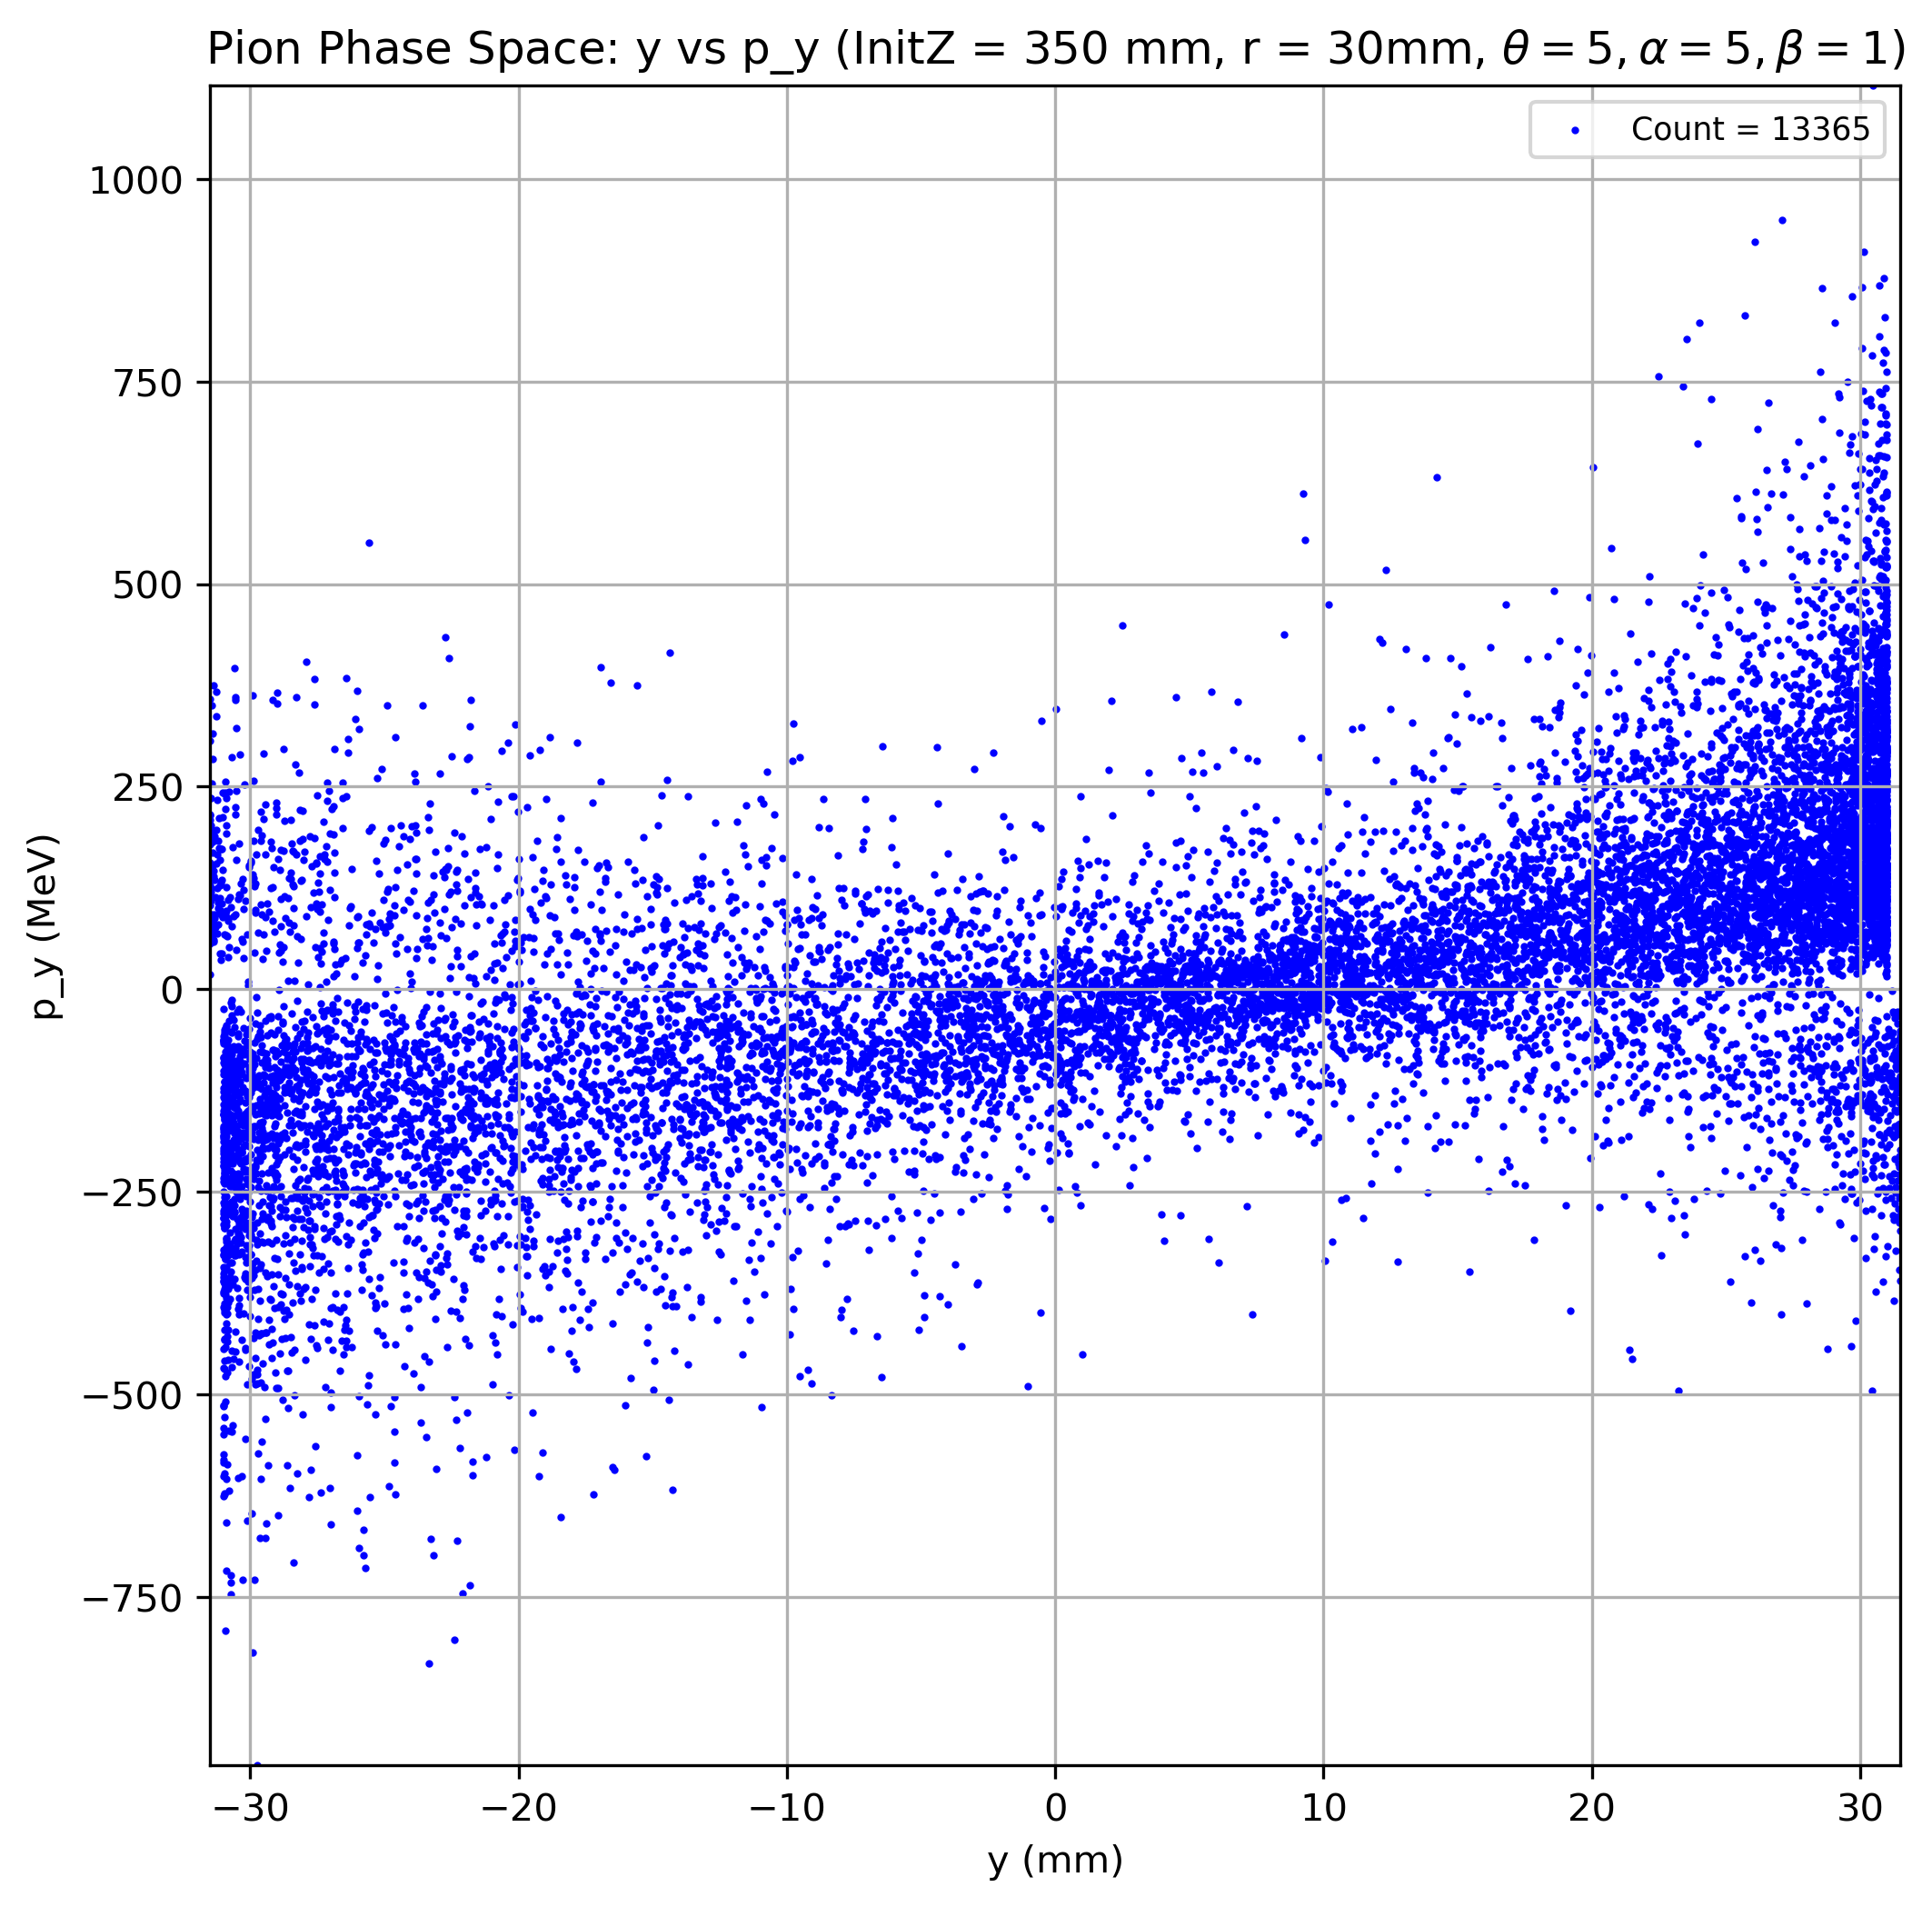 Pion Phase Space: y vs p_y (InitZ = 350 mm, r = 30mm, θ = 5, α = 5, β = 1)
Count = 13365
1000
750
500
250
0
−250
−500
−750
p_y (MeV)
−30 −20 −10 0 10 20 30
y (mm)